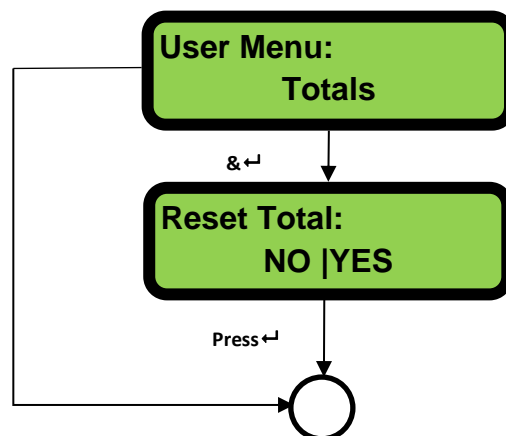 User Menu:
Totals
&↵
Reset Total:
NO |YES
Press↵